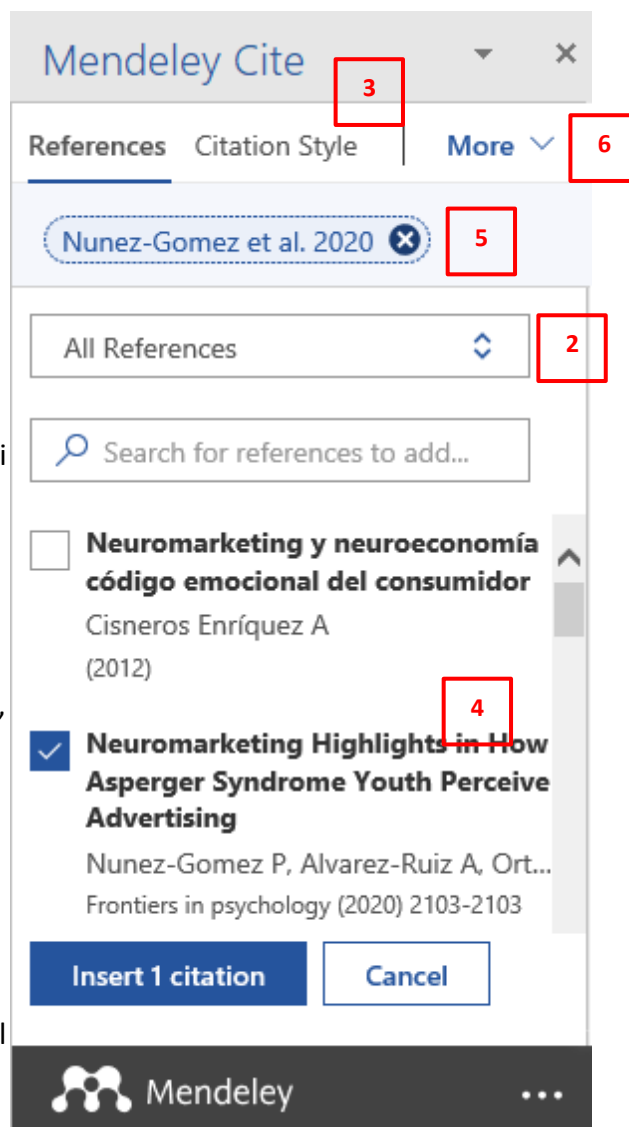 Mendeley Cite
3
References Citation Style More 6
Nunez-Gomez et al. 2020 5
All References 2
i
Search for references to add...
Neuromarketing y neuroeconomía
código emocional del consumidor
Cisneros Enríquez A
(2012)
4
,
Neuromarketing Highlights in How
Asperger Syndrome Youth Perceive
Advertising
Nunez-Gomez P, Alvarez-Ruiz A, Ort...
Frontiers in psychology (2020) 2103-2103
Insert 1 citation Cancel
l
Mendeley ...